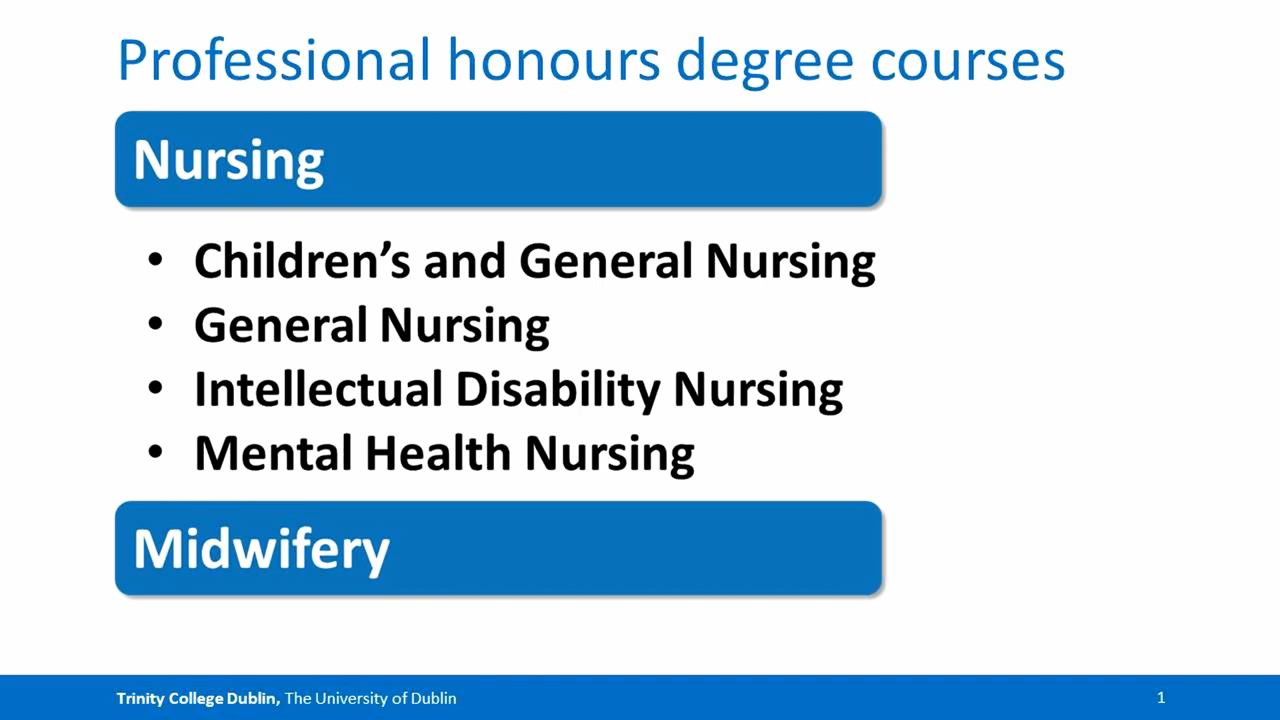 Professional honours degree courses
Nursing
• Children’s and General Nursing
• General Nursing
• Intellectual Disability Nursing
• Mental Health Nursing
Midwifery
Trinity College Dublin, The University of Dublin
1